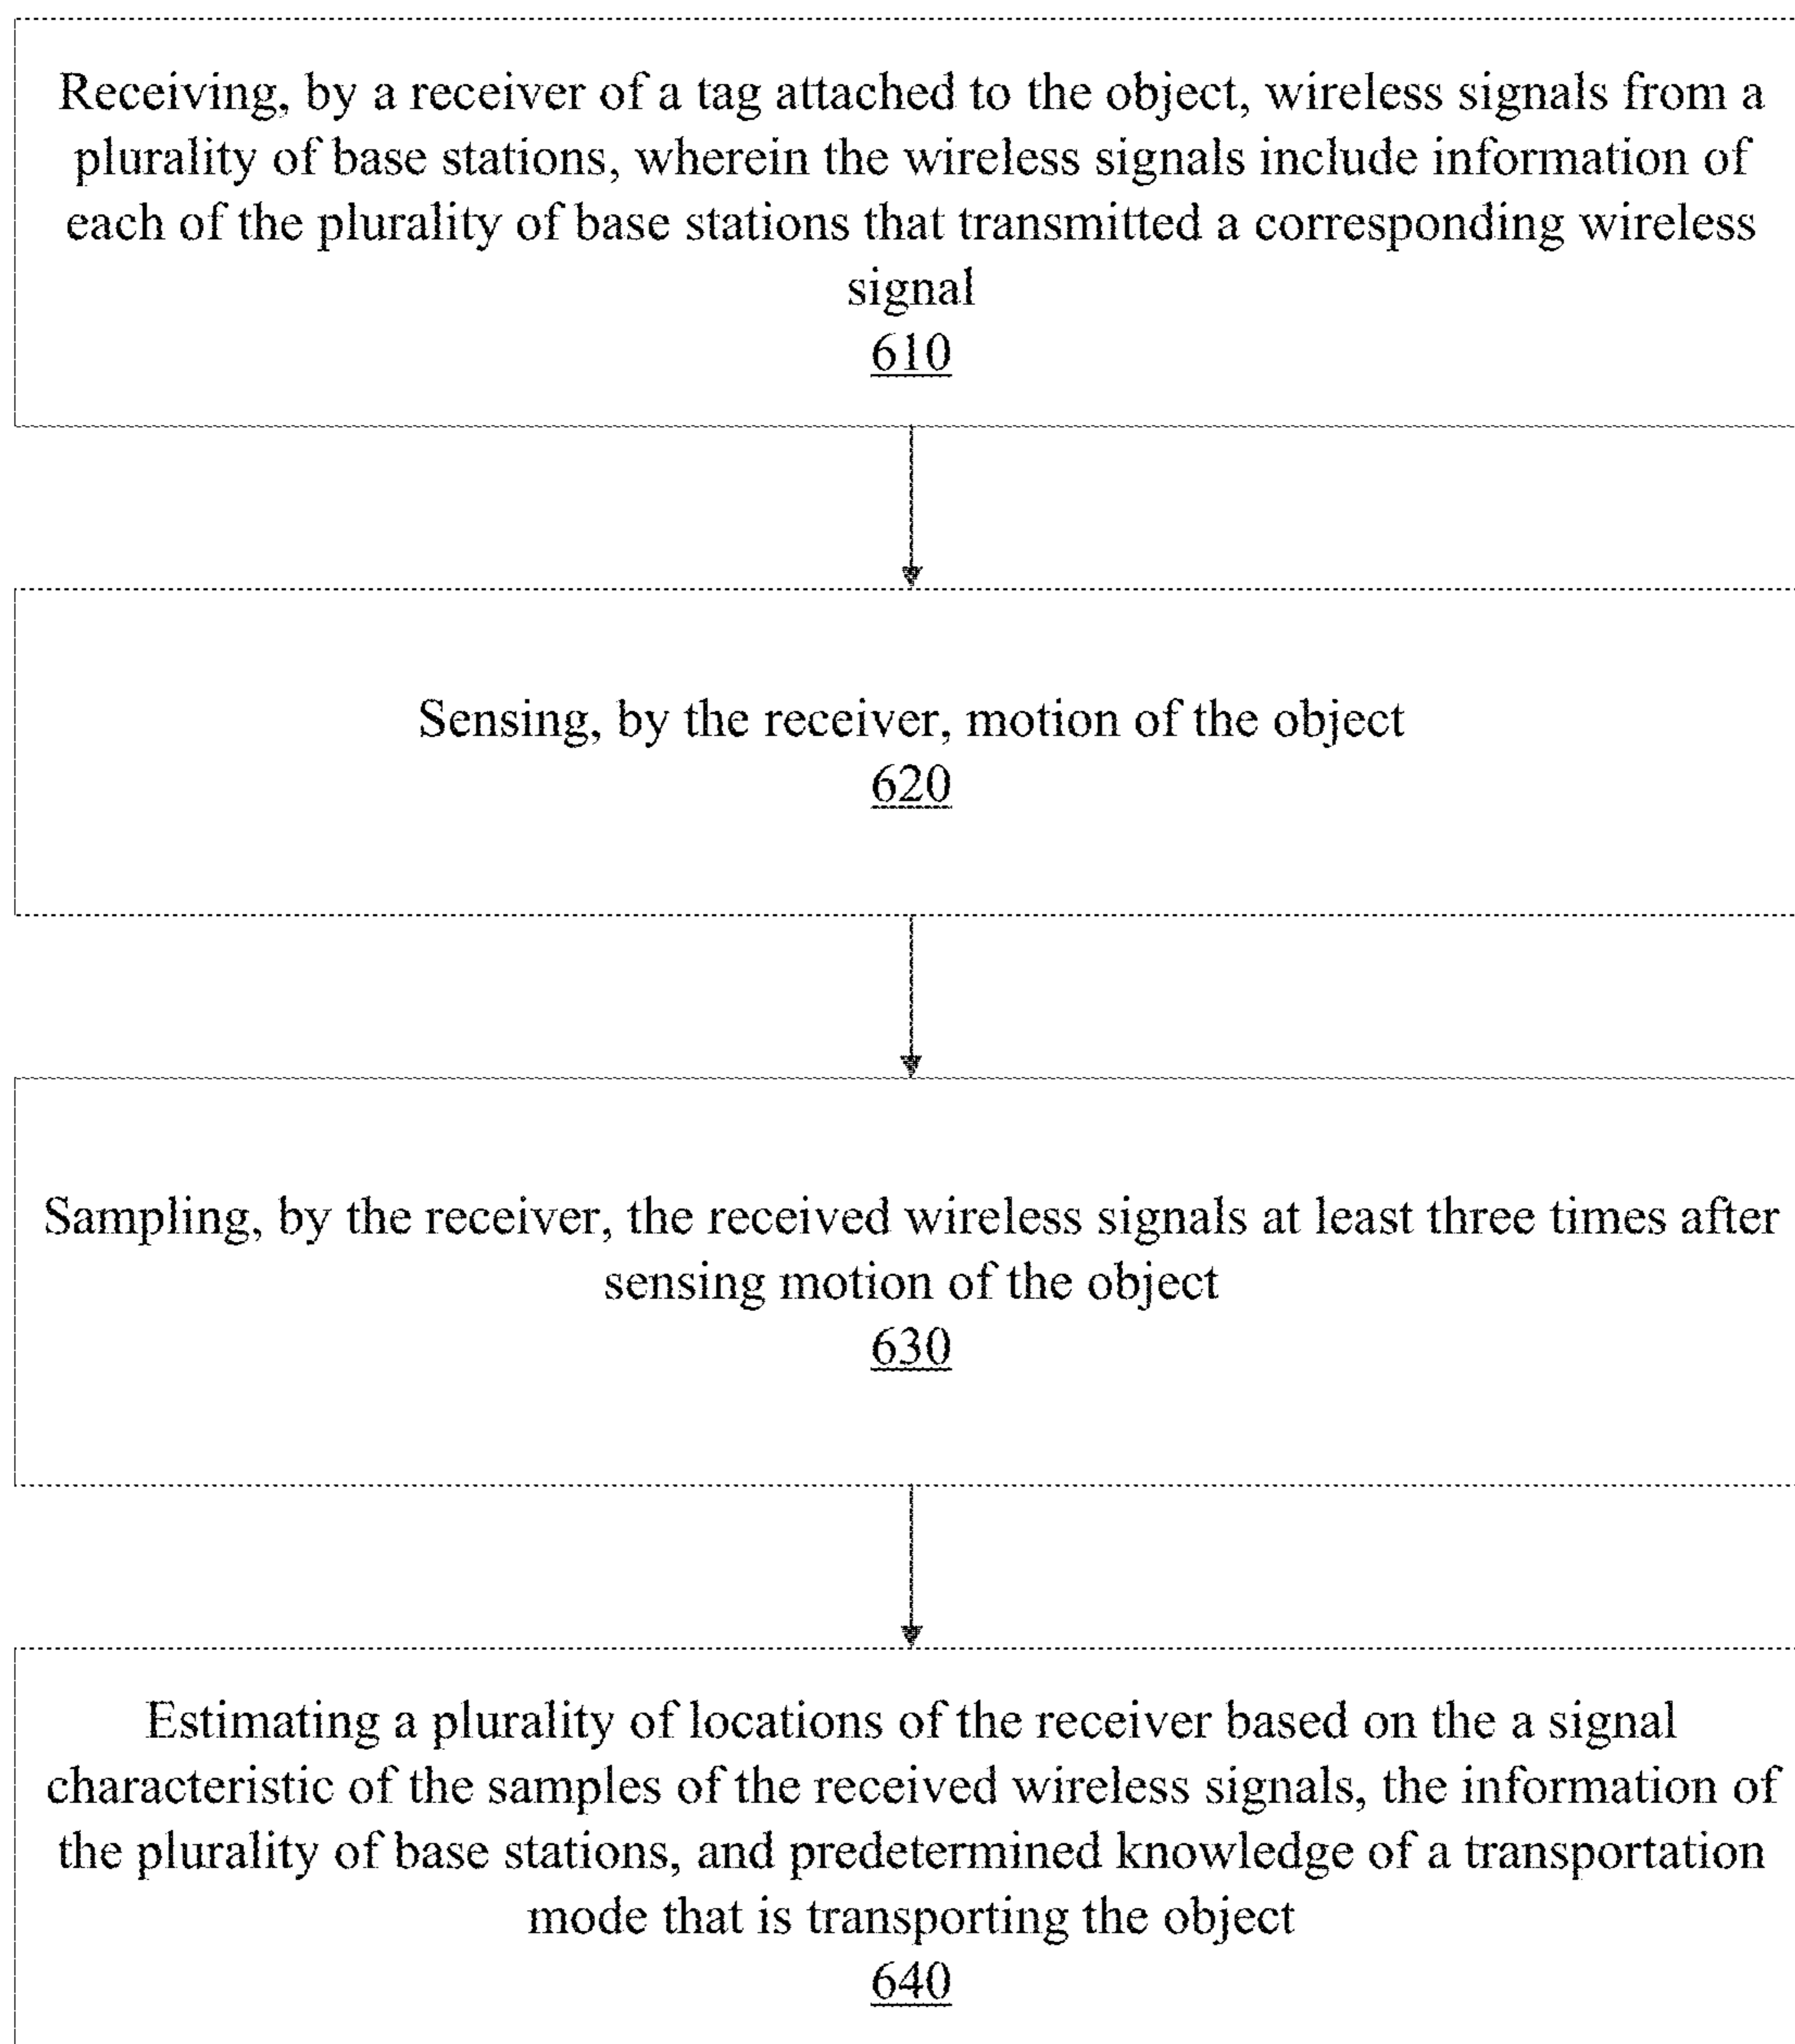 Receiving, by a receiver of a tag attached to the object, wireless signals from a
plurality of base stations, wherein the wireless signals include information of
each of the plurality of base stations that transmitted a corresponding wireless
signal
610
Sensing, by the receiver, motion of the object
620
Sampling, by the receiver, the received wireless signals at least three times after
sensing motion of the object
630
Estimating a plurality of locations of the receiver based on the a signal
characteristic of the samples of the received wireless signals, the information of
the plurality of base stations, and predetermined knowledge of a transportation
mode that is transporting the object
640